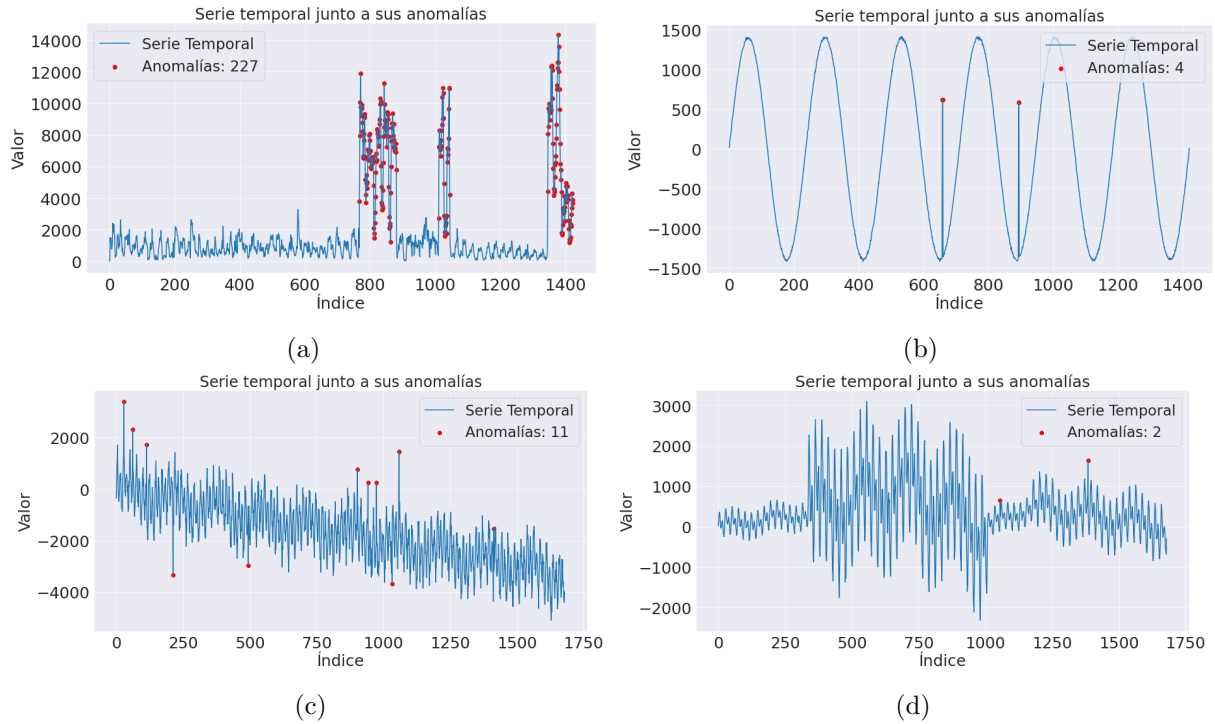 Serie temporal junto a sus anomalías
Serie Temporal
Anomalías: 227
Valor
14000
12000
10000
8000
6000
4000
2000
0
0 200 400 600 800 1000 1200 1400
Índice
(a)
Serie temporal junto a sus anomalías
Serie Temporal
Anomalías: 4
Valor
1500
1000
500
0
−500
−1000
−1500
0 200 400 600 800 1000 1200 1400
Índice
(b)
Serie temporal junto a sus anomalías
Serie Temporal
Anomalías: 11
Valor
2000
0
−2000
−4000
0 250 500 750 1000 1250 1500 1750
Índice
(c)
Serie temporal junto a sus anomalías
Serie Temporal
Anomalías: 2
Valor
3000
2000
1000
0
−1000
−2000
0 250 500 750 1000 1250 1500 1750
Índice
(d)